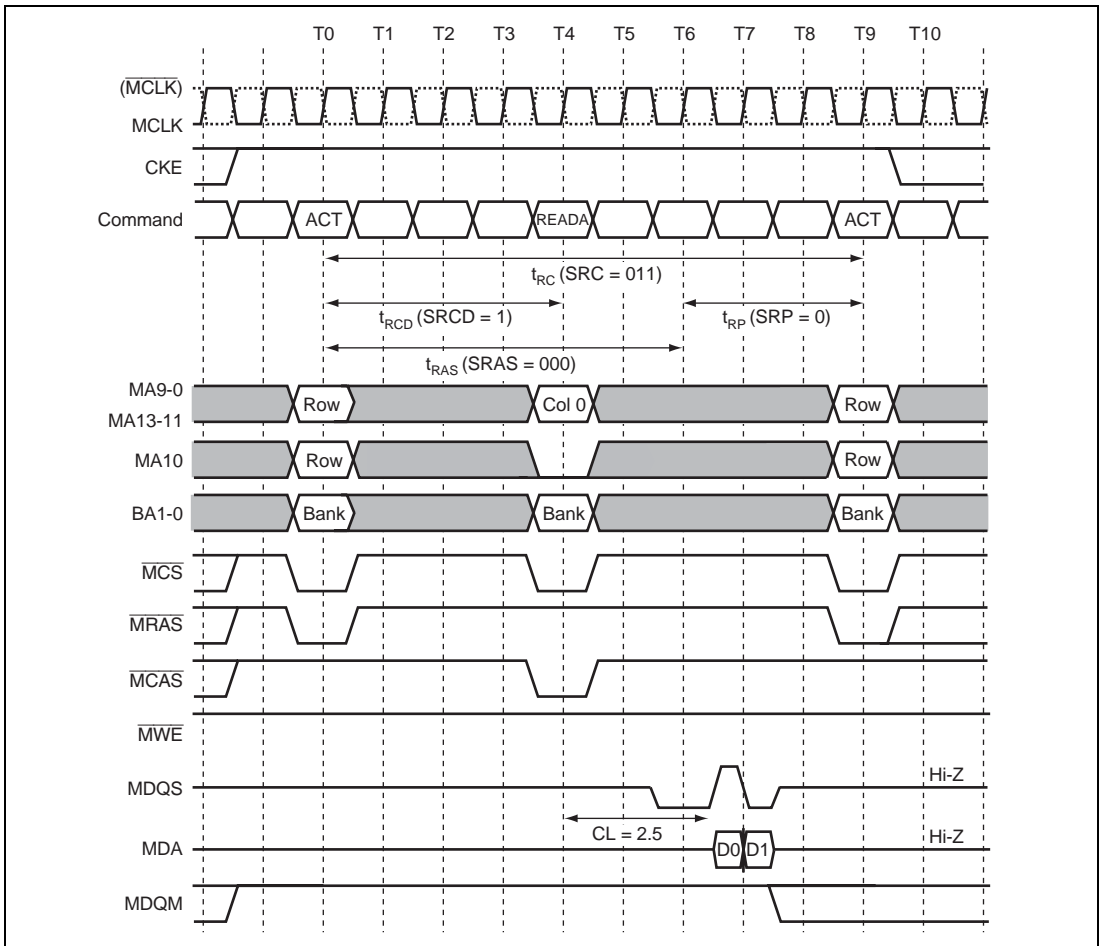 T0 T1 T2 T3 T4 T5 T6 T7 T8 T9 T10
(MCLK)
MCLK
CKE
Command ACT READA ACT
tRC (SRC = 011)
tRCD (SRCD = 1) tRP (SRP = 0)
tRAS (SRAS = 000)
MA9-0
MA13-11
Row Col 0 Row
MA10 Row Row
BA1-0 Bank Bank Bank
MCS
MRAS
MCAS
MWE
MDQS Hi-Z
CL = 2.5
MDA D0 D1 Hi-Z
MDQM